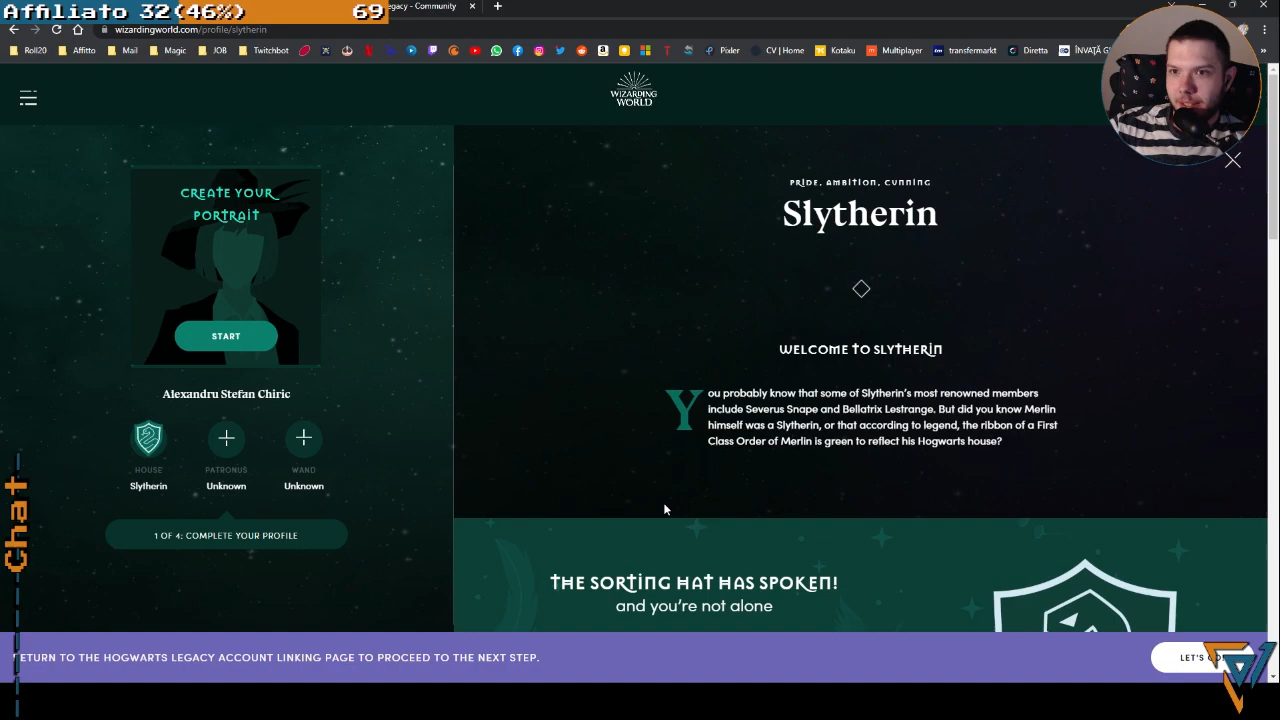 Affiliato 32(46%) 69
egacy - Community
wizardingworld.com/profile/slytherin
Roll20 Affitto Mail Magic JOB Twitchbot Pixler CV | Home Kotaku Multiplayer transfermarkt Diretta
WIZARDING
WORLD
CREATE YOUR
PORTRAIT
START
Alexandru Stefan Chiric
HOUSE PATRONUS WAND
Slytherin Unknown Unknown
1 OF 4: COMPLETE YOUR PROFILE
PRIDE, AMBITION, CUNNING
Slytherin
WELCOME TO SLYTHERIN
You probably know that some of Slytherin's most renowned members
include Severus Snape and Bellatrix Lestrange. But did you know Merlin
himself was a Slytherin, or that according to legend, the ribbon of a First
Class Order of Merlin is green to reflect his Hogwarts house?
THE SORTING HAT HAS SPOKEN!
and you're not alone
Chat
ETURN TO THE HOGWARTS LEGACY ACCOUNT LINKING PAGE TO PROCEED TO THE NEXT STEP.
LET'S